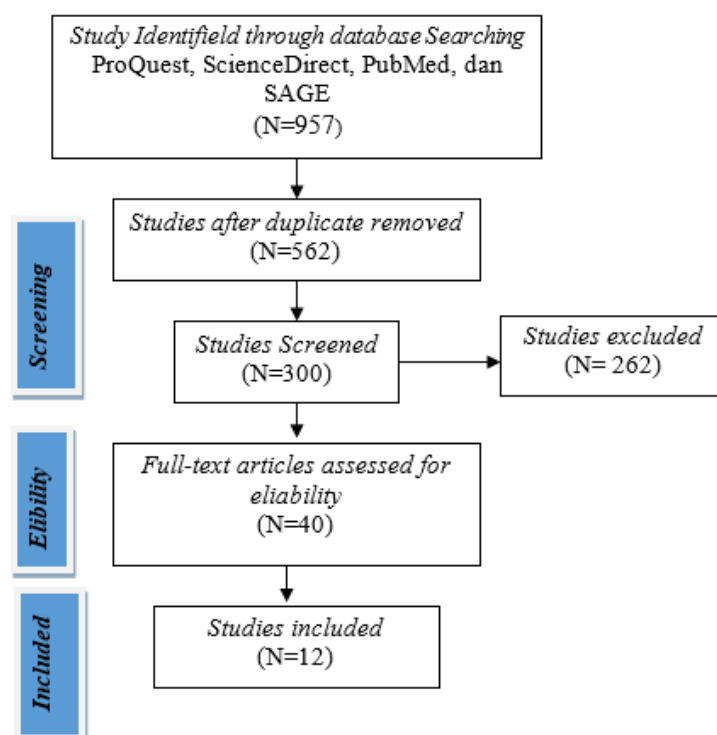 Study Identifield through database Searching
ProQuest, ScienceDirect, PubMed, dan
SAGE
(N=957)
Studies after duplicate removed
(N=562)
Screening
Studies Screened
(N=300)
Studies excluded
(N= 262)
Full-text articles assessed for
eliability
(N=40)
Elibility
Studies included
(N=12)
Included